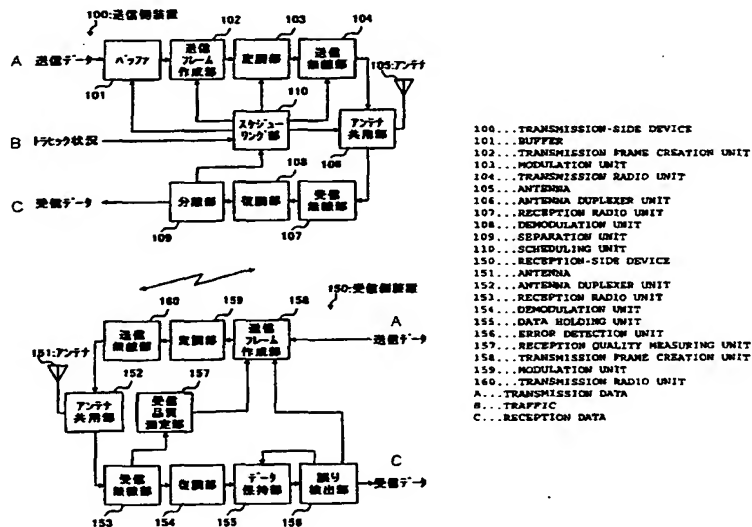 100:送信側装置
102
103
104
A 送信データ
バッファ
送信
フレーム
作成部
変調部
送信
無線部
105:アンテナ
101
110
B トラヒック状況
スケジュー
リング部
アンテナ
共用部
106
108
C 受信データ
分離部
復調部
受信
無線部
109
107
160
159
158
150:受信側装置
A
送信
無線部
変調部
送信
フレーム
作成部
送信データ
151:アンテナ
152
157
アンテナ
共用部
受信
品質
測定部
C
受信
無線部
復調部
データ
保持部
誤り
検出部
受信データ
153
154
155
156
100...TRANSMISSION-SIDE DEVICE
101...BUFFER
102...TRANSMISSION FRAME CREATION UNIT
103...MODULATION UNIT
104...TRANSMISSION RADIO UNIT
105...ANTENNA
106...ANTENNA DUPLEXER UNIT
107...RECEPTION RADIO UNIT
108...DEMODULATION UNIT
109...SEPARATION UNIT
110...SCHEDULING UNIT
150...RECEPTION-SIDE DEVICE
151...ANTENNA
152...ANTENNA DUPLEXER UNIT
153...RECEPTION RADIO UNIT
154...DEMODULATION UNIT
155...DATA HOLDING UNIT
156...ERROR DETECTION UNIT
157...RECEPTION QUALITY MEASURING UNIT
158...TRANSMISSION FRAME CREATION UNIT
159...MODULATION UNIT
160...TRANSMISSION RADIO UNIT
A...TRANSMISSION DATA
B...TRAFFIC
C...RECEPTION DATA